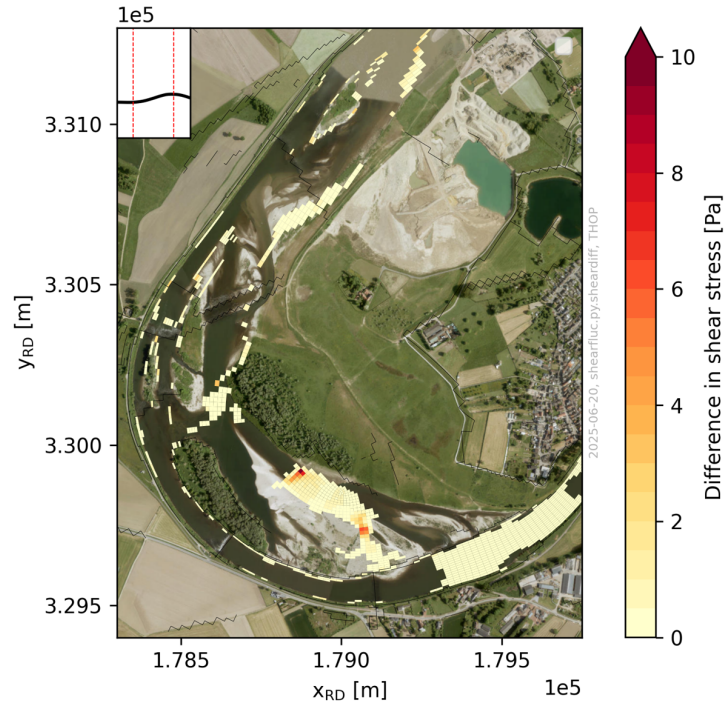 1e5
3.310
3.305
3.300
3.295
y_RD [m]
1.785
1.790
1.795
x_RD [m]
1e5
2025-06-20, shearfluc.py.sheardiff, THOP
10
8
6
4
2
0
Difference in shear stress [Pa]